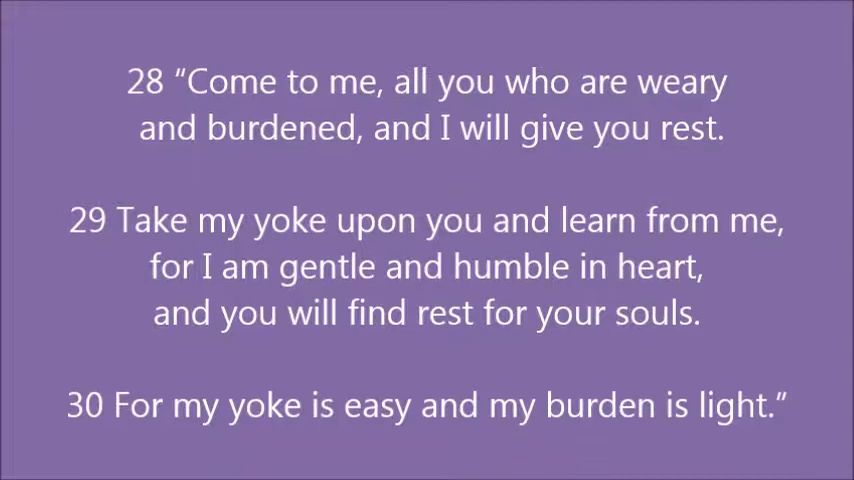 28 “Come to me, all you who are weary
and burdened, and I will give you rest.
29 Take my yoke upon you and learn from me,
for I am gentle and humble in heart,
and you will find rest for your souls.
30 For my yoke is easy and my burden is light.”